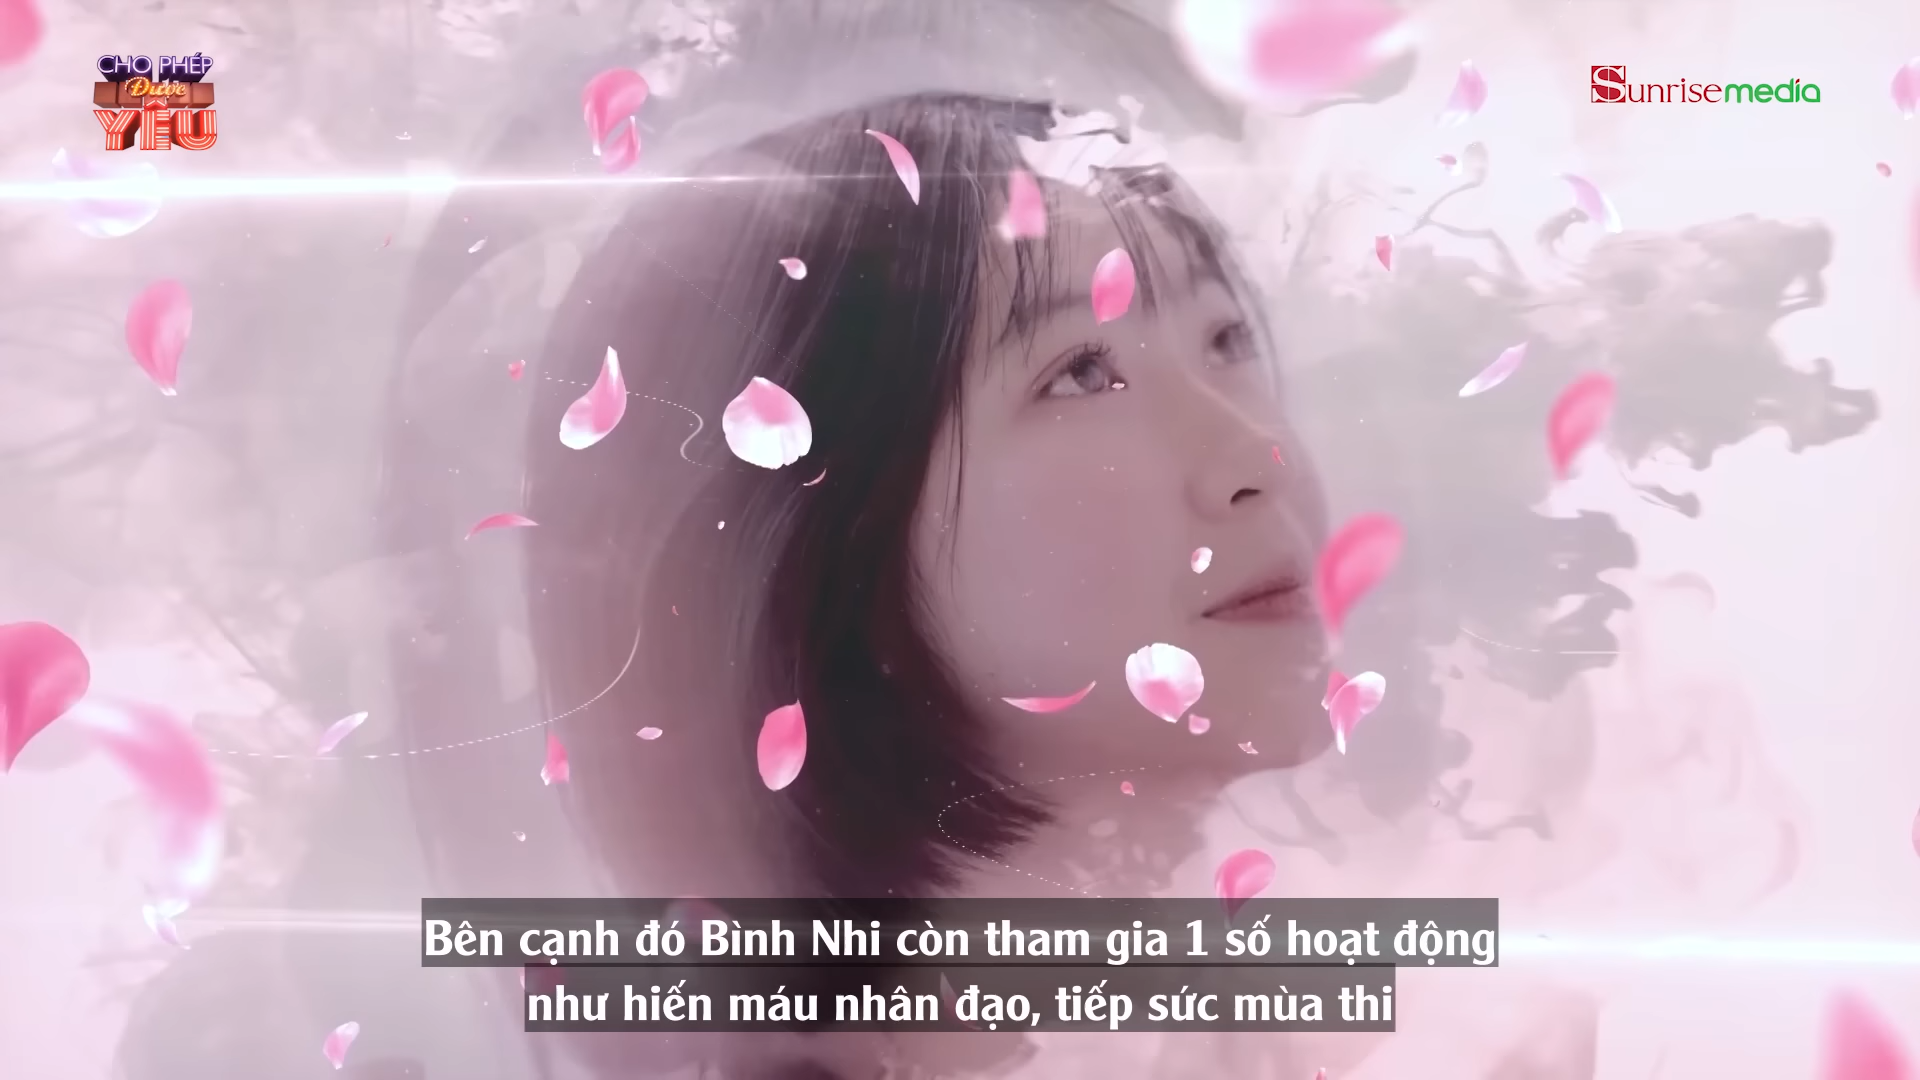 CHO PHÉP
Được
YÊU
Sunrisemedia
Bên cạnh đó Bình Nhi còn tham gia 1 số hoạt động
như hiến máu nhân đạo, tiếp sức mùa thi